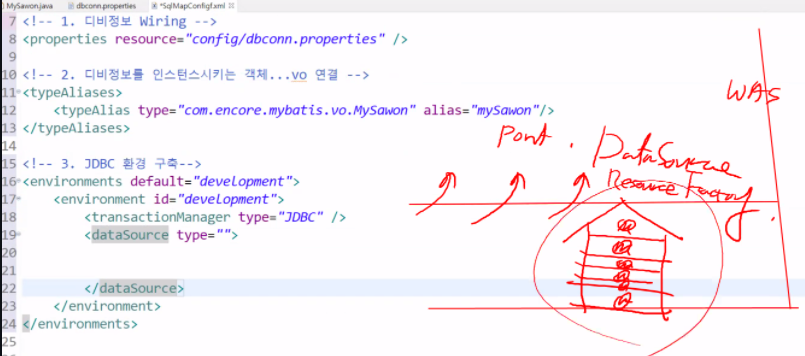 MySawon.java dbconn.properties *SqlMapConfigf.xml
7 <!-- 1. 디비정보 Wiring -->
8 <properties resource="config/dbconn.properties" />
9
10 <!-- 2. 디비정보를 인스턴스시키는 객체...vo 연결 -->
11 <typeAliases>
12 <typeAlias type="com.encore.mybatis.vo.MySawon" alias="mySawon"/>
13 </typeAliases>
14
15 <!-- 3. JDBC 환경 구축-->
16 <environments default="development">
17 <environment id="development">
18 <transactionManager type="JDBC" />
19 <dataSource type="">
20
21
22 </dataSource>
23 </environment>
24 </environments>
25
WAS
DataSource
Resource Factory.